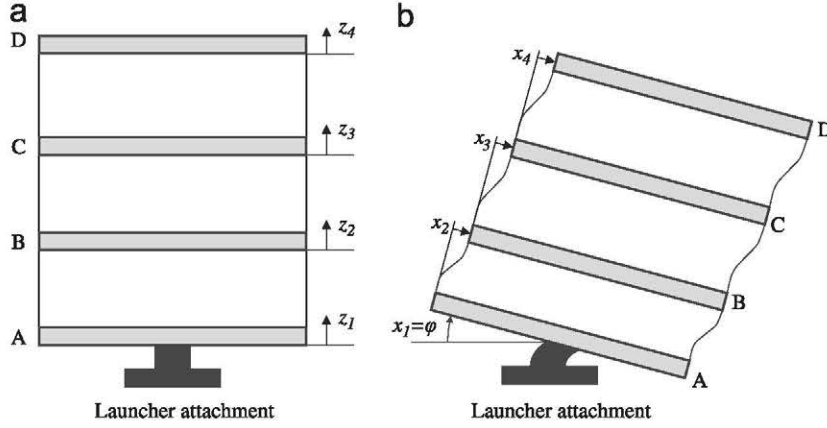 a
D
z4
C
z3
B
z2
A
z1
Launcher attachment
b
x4
D
x3
C
x2
B
x1=φ
A
Launcher attachment